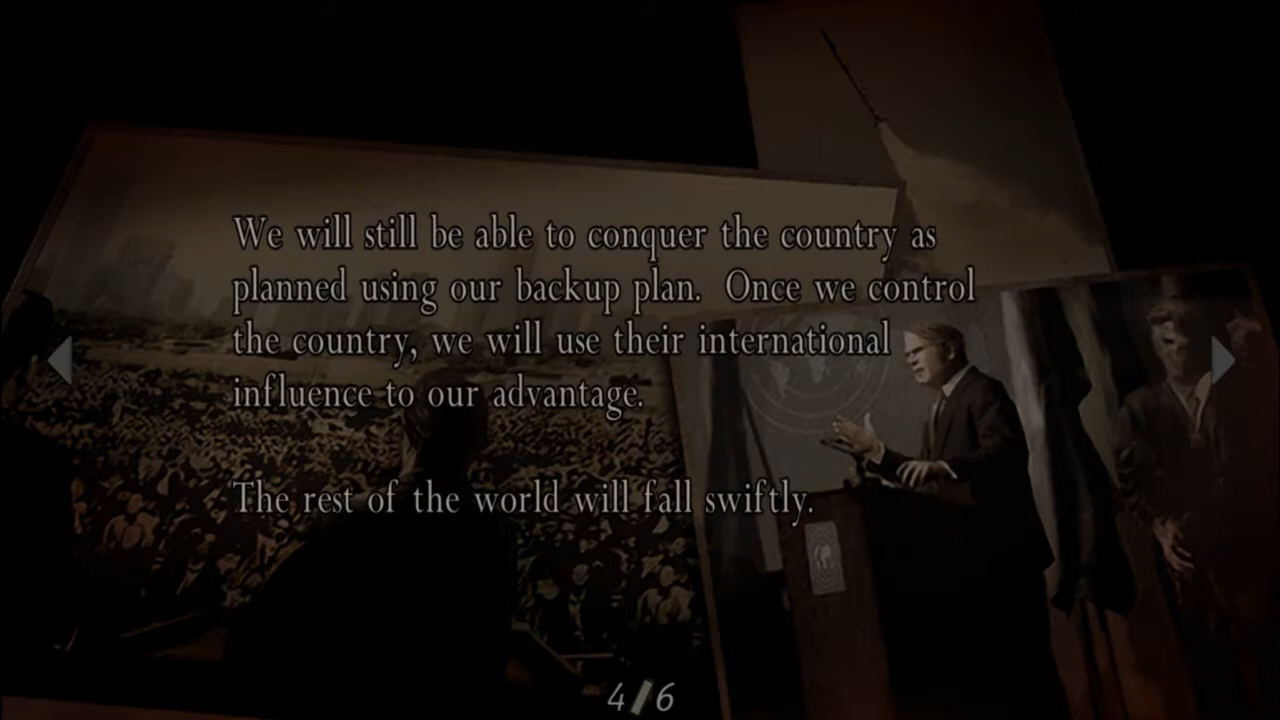 We will still be able to conquer the country as
planned using our backup plan. Once we control
the country, we will use their international
influence to our advantage.
The rest of the world will fall swiftly.
4/6